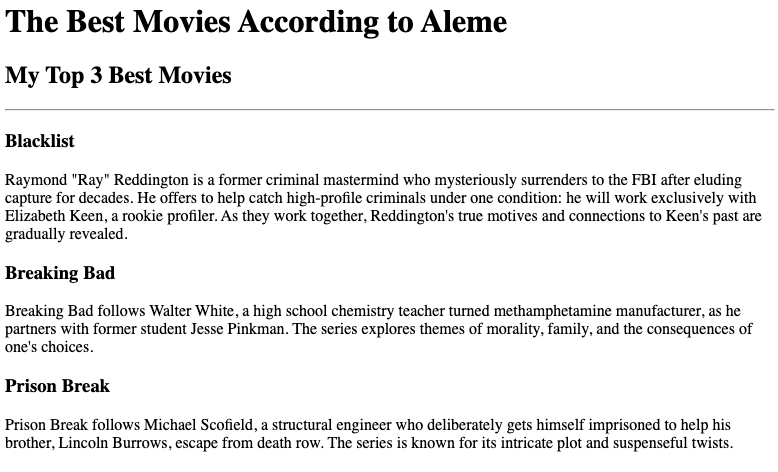 The Best Movies According to Aleme
My Top 3 Best Movies
Blacklist
Raymond "Ray" Reddington is a former criminal mastermind who mysteriously surrenders to the FBI after eluding
capture for decades. He offers to help catch high-profile criminals under one condition: he will work exclusively with
Elizabeth Keen, a rookie profiler. As they work together, Reddington's true motives and connections to Keen's past are
gradually revealed.
Breaking Bad
Breaking Bad follows Walter White, a high school chemistry teacher turned methamphetamine manufacturer, as he
partners with former student Jesse Pinkman. The series explores themes of morality, family, and the consequences of
one's choices.
Prison Break
Prison Break follows Michael Scofield, a structural engineer who deliberately gets himself imprisoned to help his
brother, Lincoln Burrows, escape from death row. The series is known for its intricate plot and suspenseful twists.